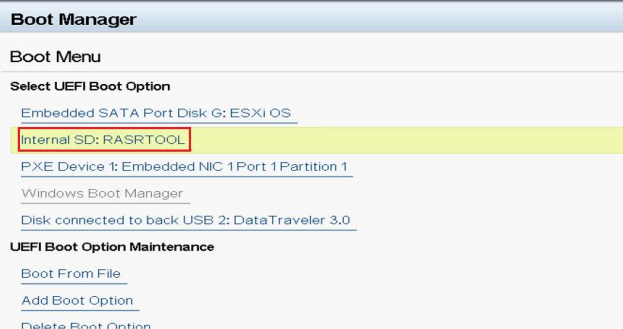 Boot Manager
Boot Menu
Select UEFI Boot Option
Embedded SATA Port Disk G: ESXi OS
Internal SD: RASRTOOL
PXE Device 1: Embedded NIC 1 Port 1 Partition 1
Windows Boot Manager
Disk connected to back USB 2: DataTraveler 3.0
UEFI Boot Option Maintenance
Boot From File
Add Boot Option
Delete Boot Option